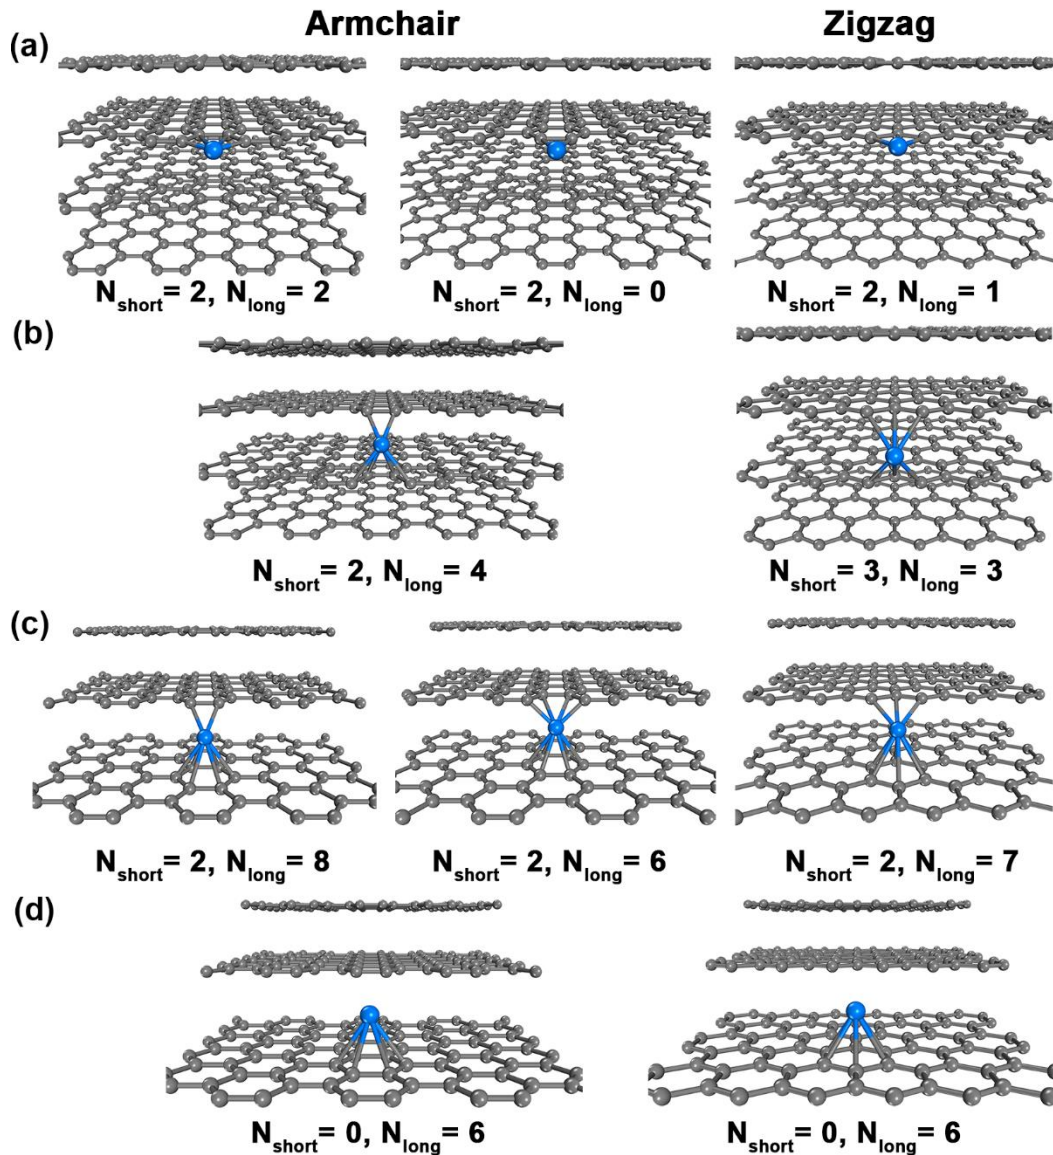 Armchair Zigzag
(a)
N_short= 2, N_long= 2 N_short= 2, N_long= 0 N_short= 2, N_long= 1
(b)
N_short= 2, N_long= 4 N_short= 3, N_long= 3
(c)
N_short= 2, N_long= 8 N_short= 2, N_long= 6 N_short= 2, N_long= 7
(d)
N_short= 0, N_long= 6 N_short= 0, N_long= 6